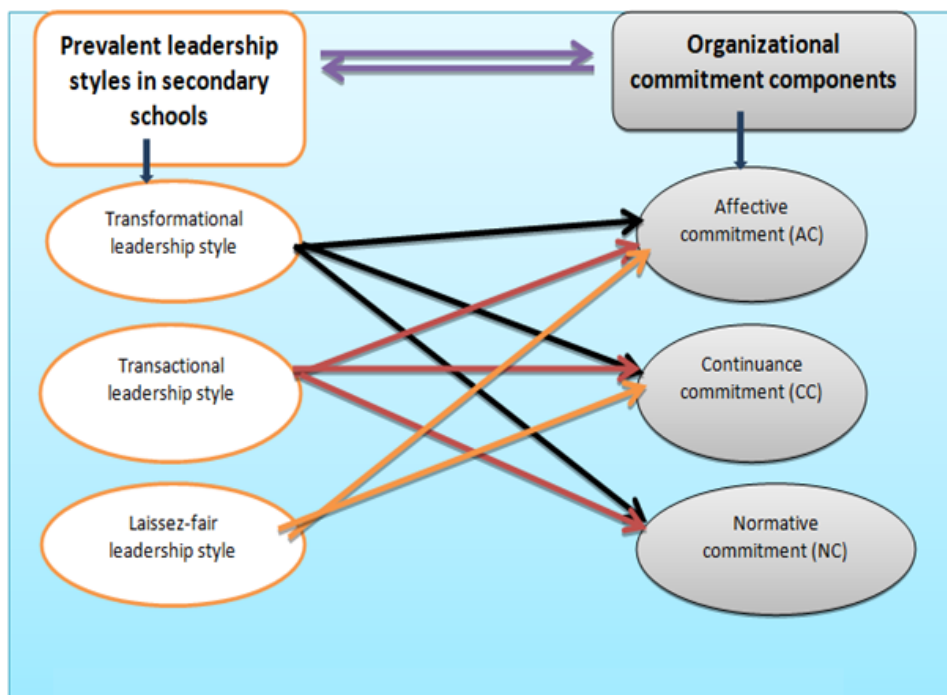 Prevalent leadership
styles in secondary
schools
Organizational
commitment components
Transformational
leadership style
Affective
commitment (AC)
Transactional
leadership style
Continuance
commitment (CC)
Laissez-fair
leadership style
Normative
commitment (NC)